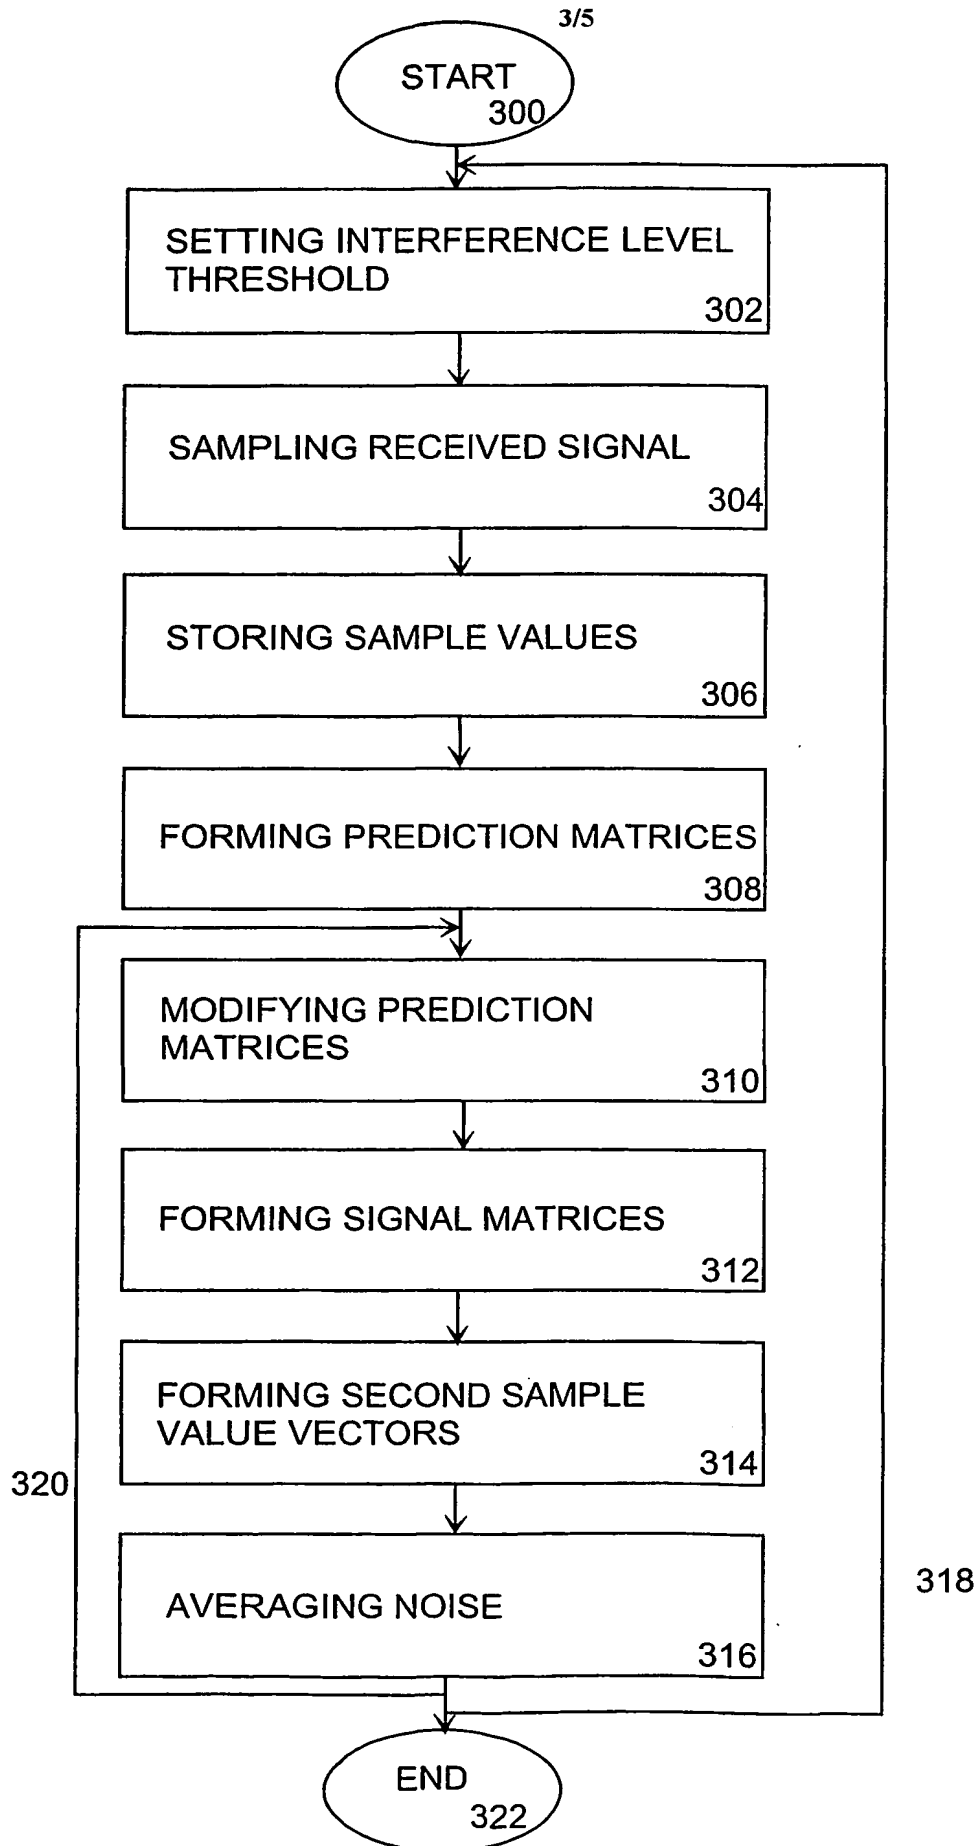 3/5
START
300
SETTING INTERFERENCE LEVEL
THRESHOLD
302
SAMPLING RECEIVED SIGNAL
304
STORING SAMPLE VALUES
306
FORMING PREDICTION MATRICES
308
MODIFYING PREDICTION
MATRICES
310
FORMING SIGNAL MATRICES
312
FORMING SECOND SAMPLE
VALUE VECTORS
314
320
AVERAGING NOISE
316
318
END
322